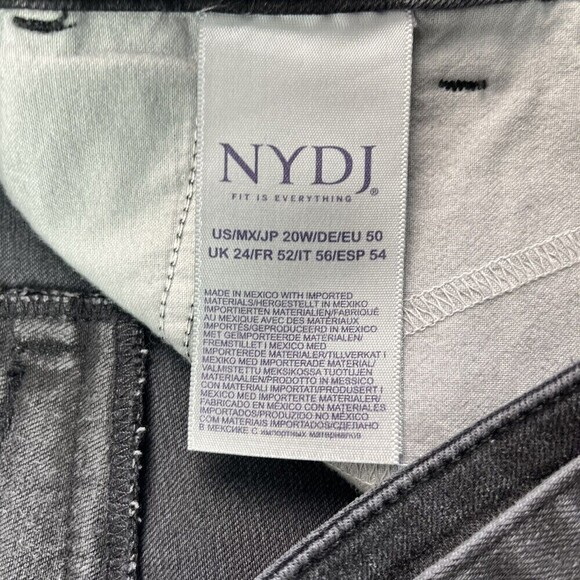 NYDJ®
FIT IS EVERYTHING
US/MX/JP 20W/DE/EU 50
UK 24/FR 52/IT 56/ESP 54
MADE IN MEXICO WITH IMPORTED
MATERIALS/HERGESTELLT IN MEXIKO
IMPORTIERTEN MATERIALEN/FABRIQUÉ
AU MEXIQUE AVEC DES MATÉRIAUX
IMPORTÉS/GEPRODUCEERD IN MEXICO
MET GEÏMPORTEERDE MATERIALEN/
FREMSTILLET I MEXICO MED
IMPORTEREDE MATERIALER/TILLVERKAT I
MEXIKO MED IMPORTERADE MATERIAL/
VALMISTETTU MEKSIKOSSA TUOTUJEN
MATERIAALIEN/PRODOTTO IN MESSICO
CON MATERIALI IMPORTATI/PRODUSERT I
MEXICO MED IMPORTERTE MATERIALER/
FABRICADO EN MÉXICO CON MATERIALES
IMPORTADOS/PRODUZIDO NO MÉXICO
COM MATERIAIS IMPORTADOS/СДЕЛАНО
В МЕКСИКЕ С импортных материалов